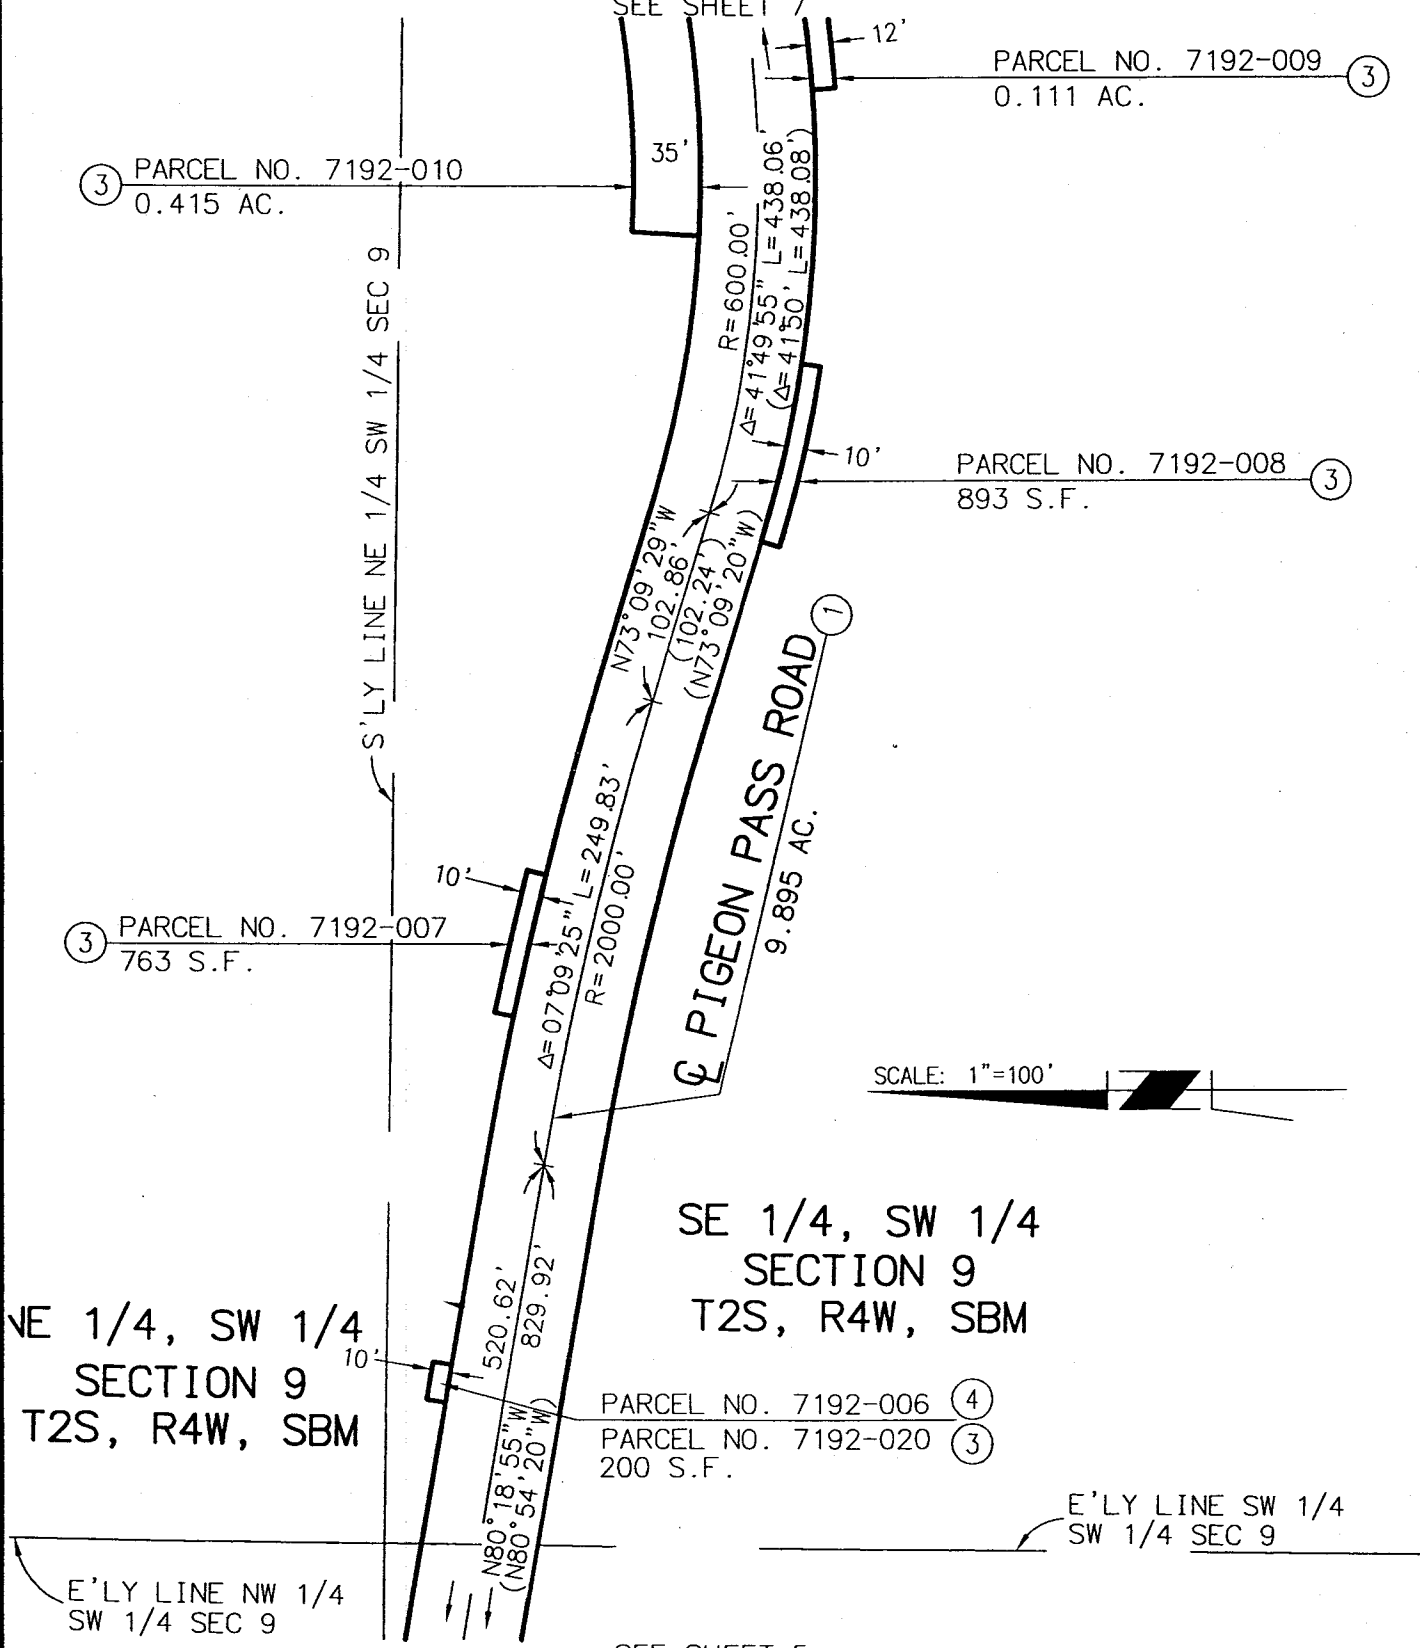 SEE SHEET 7
12'
PARCEL NO. 7192-009 3
0.111 AC.
35'
3 PARCEL NO. 7192-010
0.415 AC.
S'LY LINE NE 1/4 SW 1/4 SEC 9
R=600.00'
Δ=41°49'55" L=438.06'
(Δ=41°50' L=438.08')
10'
PARCEL NO. 7192-008 3
893 S.F.
N73°09'29"W
102.86'
(102.24')
(N73°09'20"W)
1
℄ PIGEON PASS ROAD
9.895 AC.
10'
3 PARCEL NO. 7192-007
763 S.F.
Δ=07°09'25" L=249.83'
R=2000.00'
SCALE: 1"=100'
SE 1/4, SW 1/4
SECTION 9
T2S, R4W, SBM
NE 1/4, SW 1/4
SECTION 9
T2S, R4W, SBM
10'
520.62'
829.92'
N80°18'55"W
(N80°54'20"W)
PARCEL NO. 7192-006 4
PARCEL NO. 7192-020 3
200 S.F.
E'LY LINE SW 1/4
SW 1/4 SEC 9
E'LY LINE NW 1/4
SW 1/4 SEC 9
SEE SHEET 5